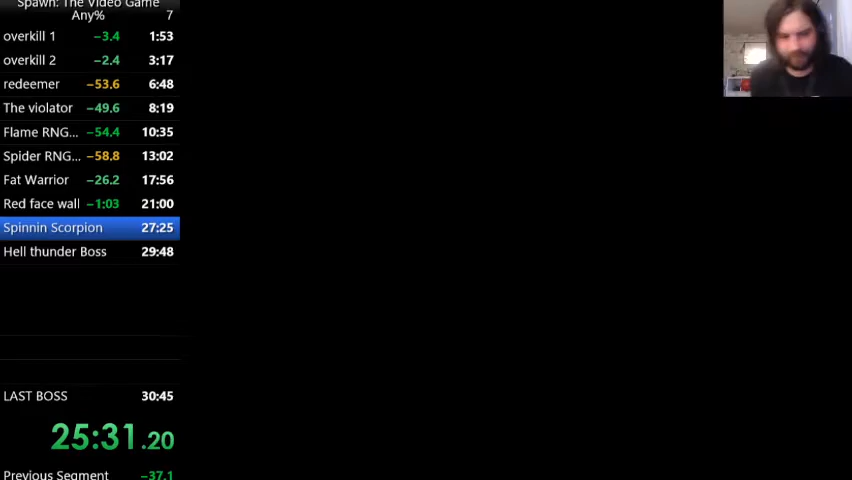 Spawn: The Video Game
Any% 7
overkill 1 −3.4 1:53
overkill 2 −2.4 3:17
redeemer −53.6 6:48
The violator −49.6 8:19
Flame RNG... −54.4 10:35
Spider RNG... −58.8 13:02
Fat Warrior −26.2 17:56
Red face wall −1:03 21:00
Spinnin Scorpion 27:25
Hell thunder Boss 29:48
LAST BOSS 30:45
25:31.20
Previous Segment −37.1